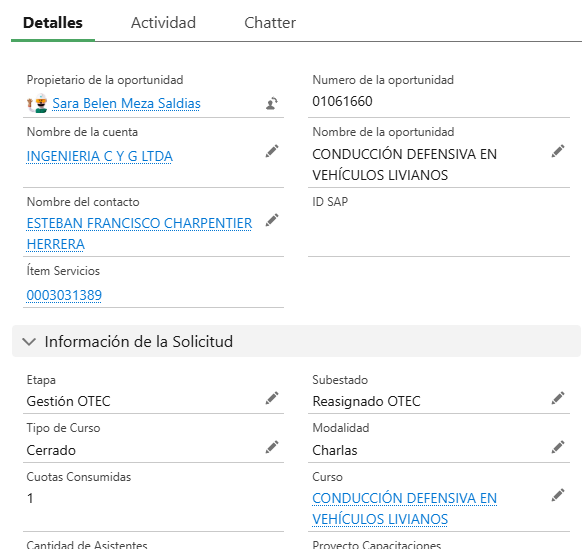 Detalles
Actividad
Chatter
Propietario de la oportunidad
Sara Belen Meza Saldias
Numero de la oportunidad
01061660
Nombre de la cuenta
INGENIERIA C Y G LTDA
Nombre de la oportunidad
CONDUCCIÓN DEFENSIVA EN
VEHÍCULOS LIVIANOS
Nombre del contacto
ESTEBAN FRANCISCO CHARPENTIER
HERRERA
ID SAP
Ítem Servicios
0003031389
Información de la Solicitud
Etapa
Gestión OTEC
Subestado
Reasignado OTEC
Tipo de Curso
Cerrado
Modalidad
Charlas
Cuotas Consumidas
1
Curso
CONDUCCIÓN DEFENSIVA EN
VEHÍCULOS LIVIANOS
Cantidad de Asistentes
Proyecto Capacitaciones